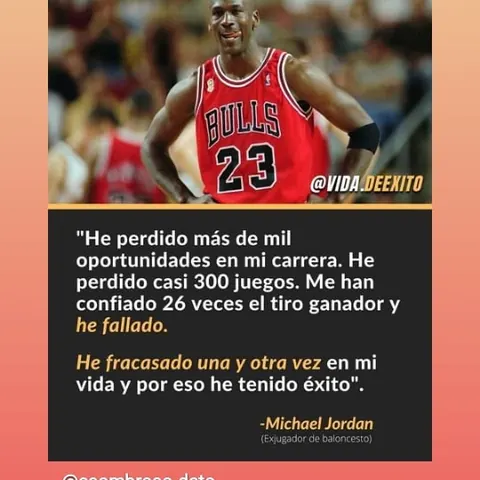 BULLS
23
@VIDA.DEEXITO
"He perdido más de mil
oportunidades en mi carrera. He
perdido casi 300 juegos. Me han
confiado 26 veces el tiro ganador y
he fallado.
He fracasado una y otra vez en mi
vida y por eso he tenido éxito".
-Michael Jordan
(Exjugador de baloncesto)